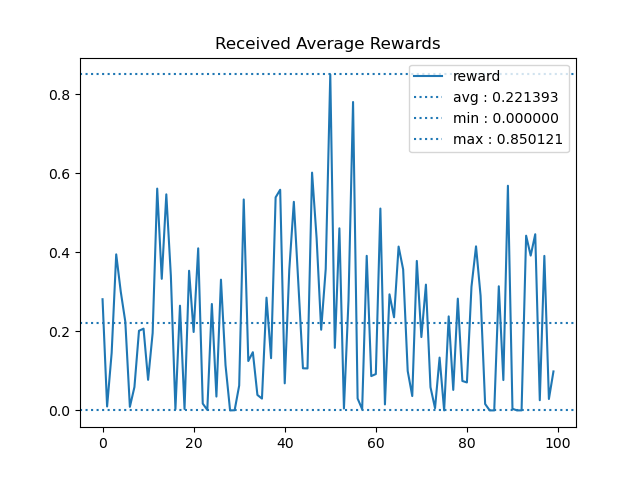 Received Average Rewards
reward
avg : 0.221393
min : 0.000000
max : 0.850121
0.8
0.6
0.4
0.2
0.0
0 20 40 60 80 100